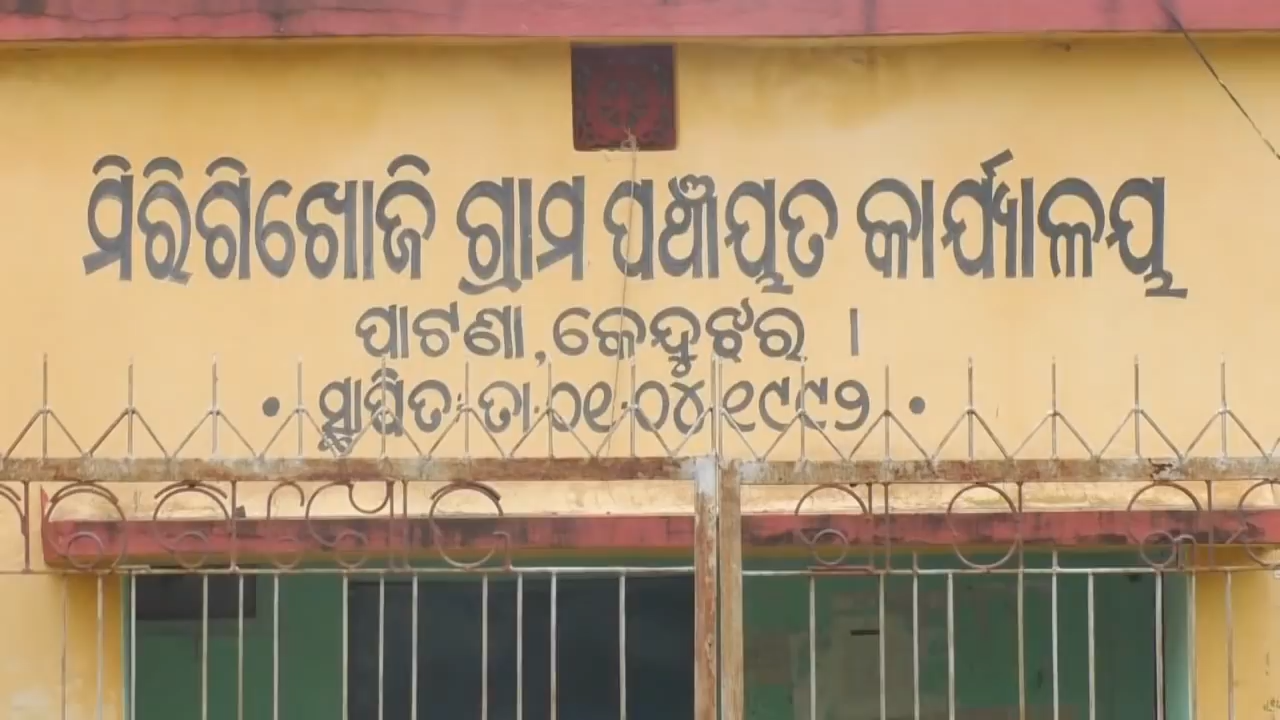 ମିରିଗିଖୋଜି ଗ୍ରାମ ପଞ୍ଚାୟତ କାର୍ଯ୍ୟାଳୟ
ପାଟଣା, କେନ୍ଦୁଝର ।
• ସ୍ଥାପିତ: ତା:୦୧:୦୪:୧୯୯୨ •